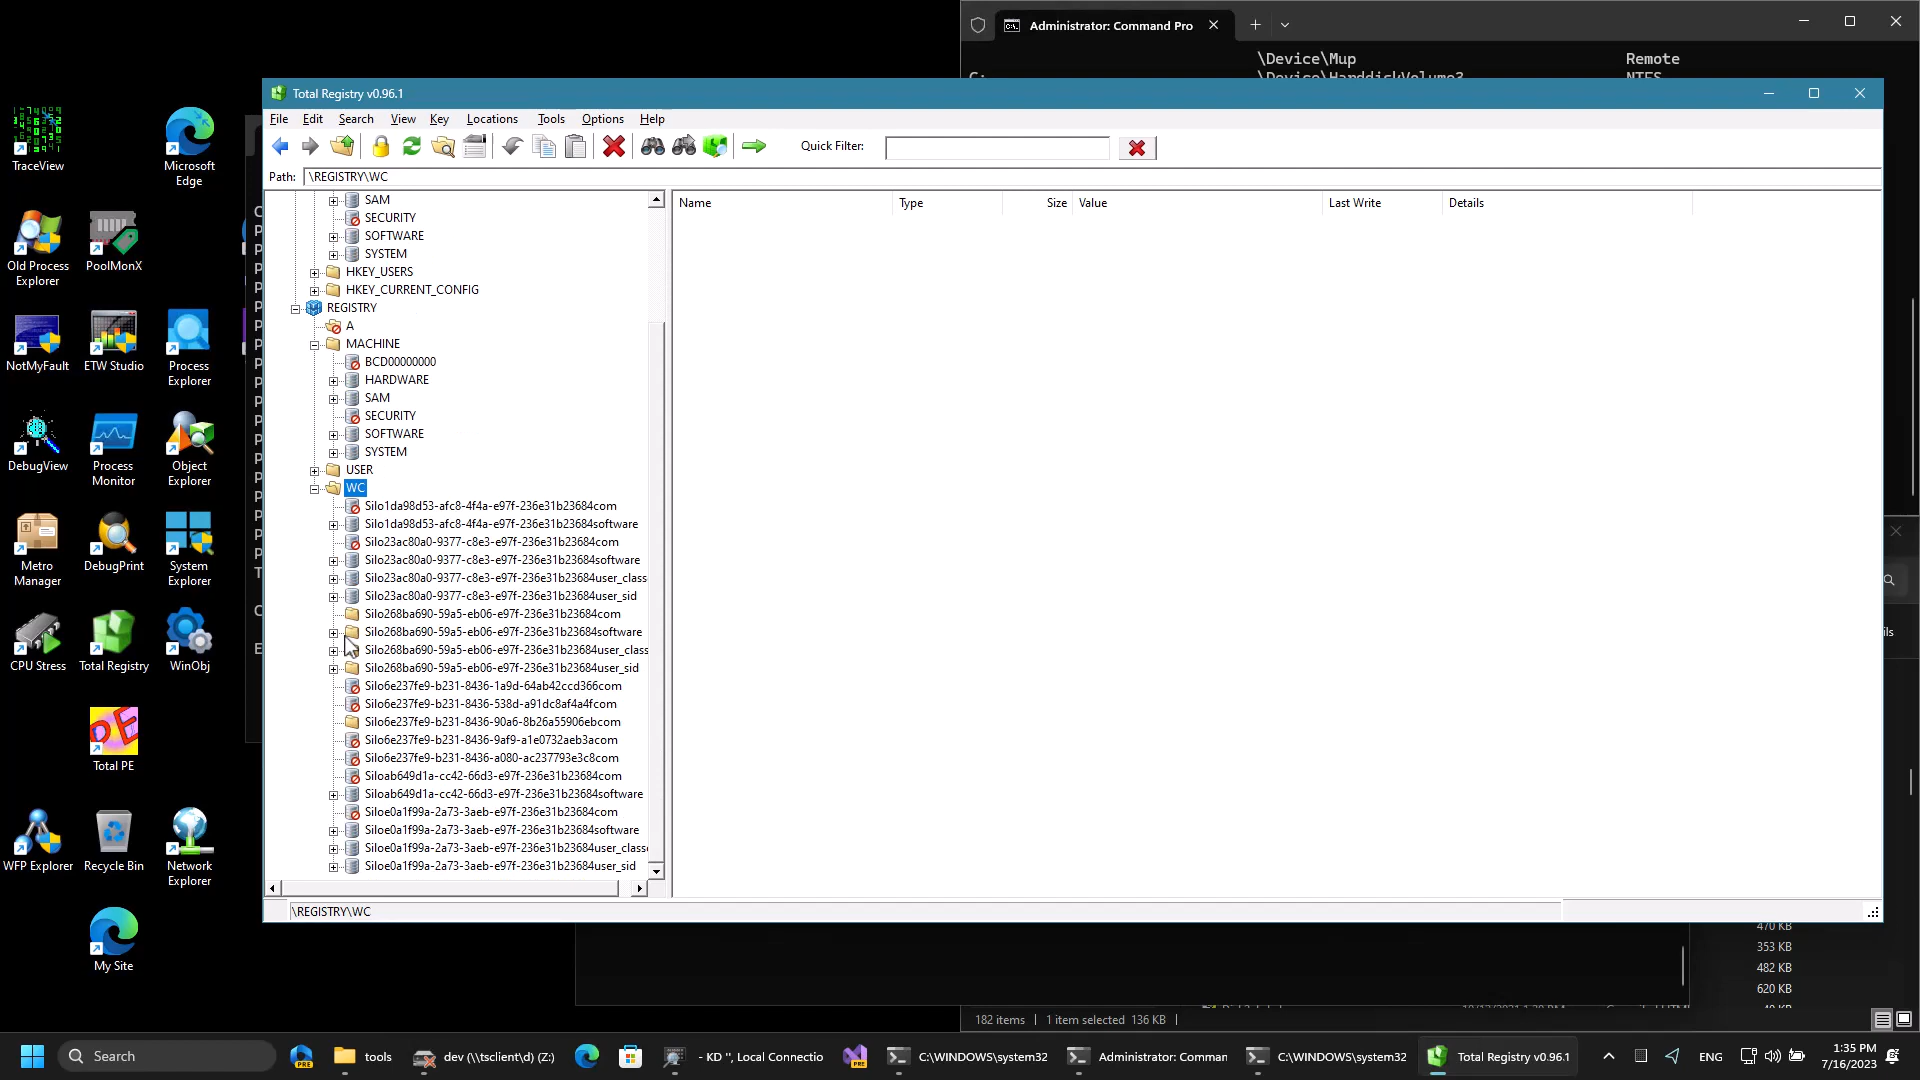 TraceView
Microsoft
Edge
Old Process
Explorer
PoolMonX
NotMyFault
ETW Studio
Process
Explorer
DebugView
Process
Monitor
Object
Explorer
Metro
Manager
DebugPrint
System
Explorer
CPU Stress
Total Registry
WinObj
Total PE
WFP Explorer
Recycle Bin
Network
Explorer
My Site
Administrator: Command Pro
\Device\Mup
Remote
Total Registry v0.96.1
File
Edit
Search
View
Key
Locations
Tools
Options
Help
Quick Filter:
Path:
\REGISTRY\WC
SAM
SECURITY
SOFTWARE
SYSTEM
HKEY_USERS
HKEY_CURRENT_CONFIG
REGISTRY
A
MACHINE
BCD00000000
HARDWARE
SAM
SECURITY
SOFTWARE
SYSTEM
USER
WC
Silo1da98d53-afc8-4f4a-e97f-236e31b23684com
Silo1da98d53-afc8-4f4a-e97f-236e31b23684software
Silo23ac80a0-9377-c8e3-e97f-236e31b23684com
Silo23ac80a0-9377-c8e3-e97f-236e31b23684software
Silo23ac80a0-9377-c8e3-e97f-236e31b23684user_class
Silo23ac80a0-9377-c8e3-e97f-236e31b23684user_sid
Silo268ba690-59a5-eb06-e97f-236e31b23684com
Silo268ba690-59a5-eb06-e97f-236e31b23684software
Silo268ba690-59a5-eb06-e97f-236e31b23684user_class
Silo268ba690-59a5-eb06-e97f-236e31b23684user_sid
Silo6e237fe9-b231-8436-1a9d-64ab42ccd366com
Silo6e237fe9-b231-8436-538d-a91dc8af4a4fcom
Silo6e237fe9-b231-8436-90a6-8b26a55906ebcom
Silo6e237fe9-b231-8436-9af9-a1e0732aeb3acom
Silo6e237fe9-b231-8436-a080-ac237793e3c8com
Siloab649d1a-cc42-66d3-e97f-236e31b23684com
Siloab649d1a-cc42-66d3-e97f-236e31b23684software
Siloe0a1f99a-2a73-3aeb-e97f-236e31b23684com
Siloe0a1f99a-2a73-3aeb-e97f-236e31b23684software
Siloe0a1f99a-2a73-3aeb-e97f-236e31b23684user_classe
Siloe0a1f99a-2a73-3aeb-e97f-236e31b23684user_sid
Name
Type
Size
Value
Last Write
Details
\REGISTRY\WC
ils
470 KB
353 KB
482 KB
620 KB
182 items
1 item selected 136 KB
Search
tools
dev (\\tsclient\d) (Z:)
- KD '', Local Connectio
C:\WINDOWS\system32
Administrator: Comman
C:\WINDOWS\system32
Total Registry v0.96.1
ENG
1:35 PM
7/16/2023